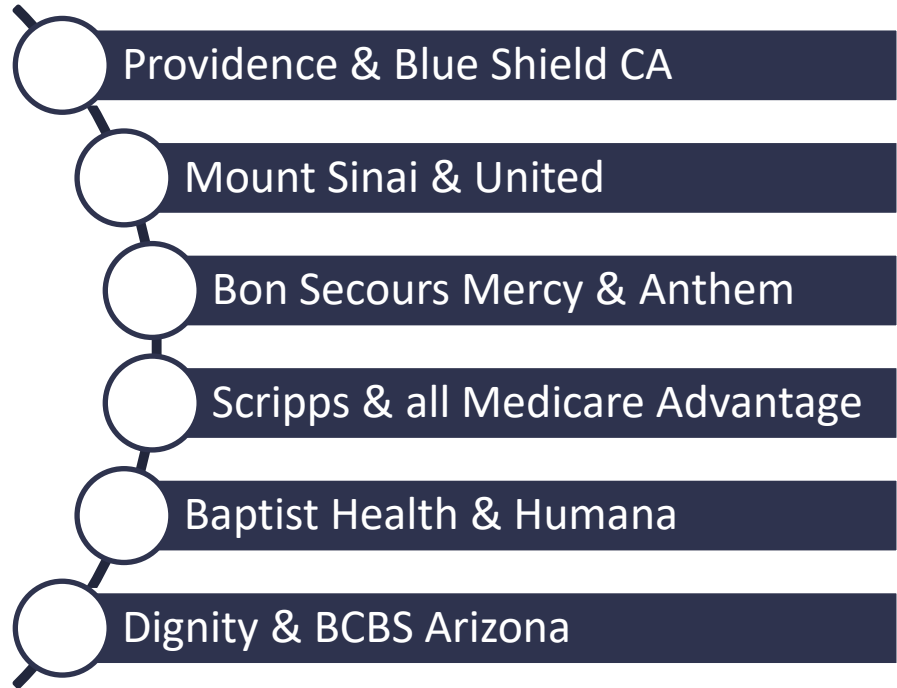 Providence & Blue Shield CA
Mount Sinai & United
Bon Secours Mercy & Anthem
Scripps & all Medicare Advantage
Baptist Health & Humana
Dignity & BCBS Arizona